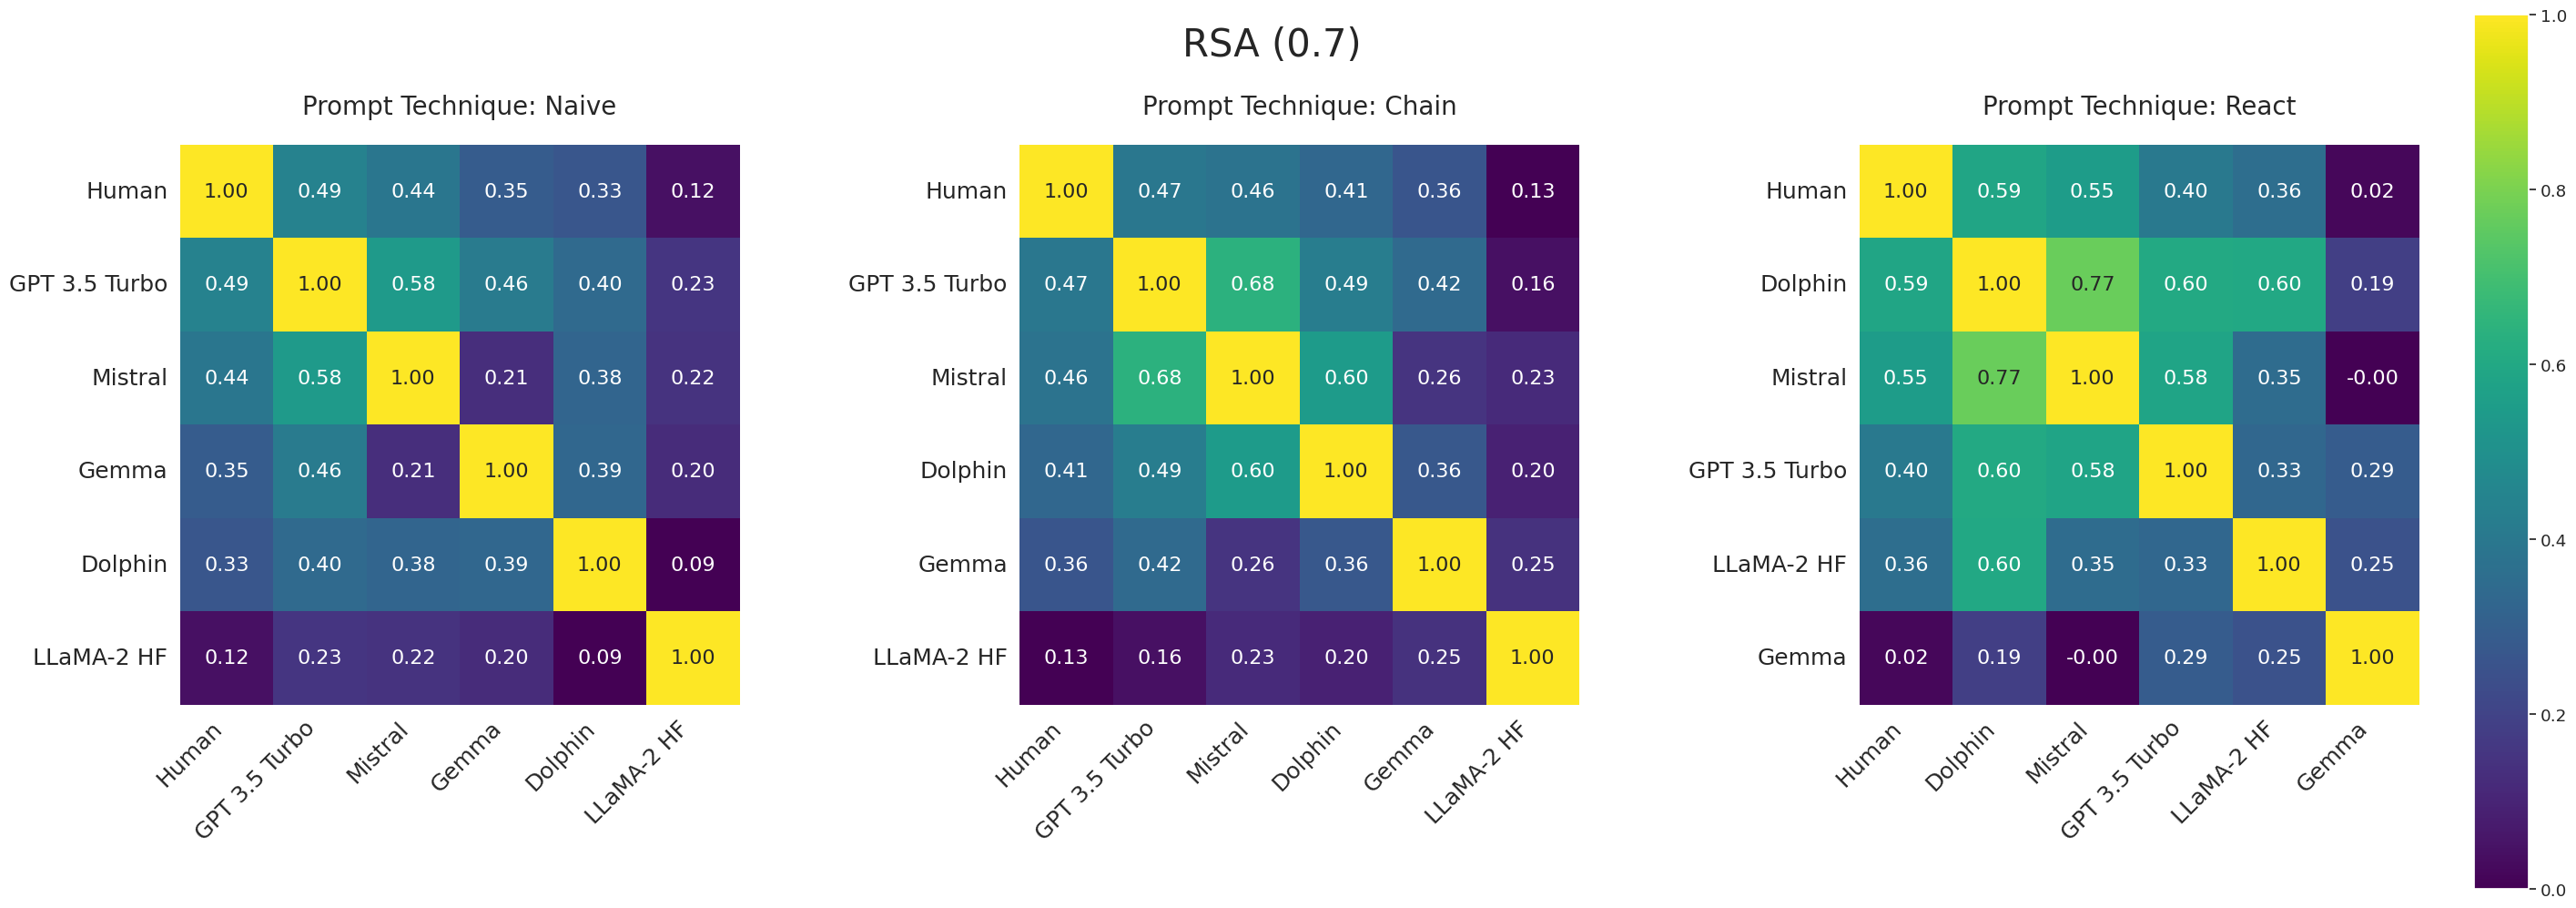 RSA (0.7)
Prompt Technique: Naive
Human 1.00 0.49 0.44 0.35 0.33 0.12
GPT 3.5 Turbo 0.49 1.00 0.58 0.46 0.40 0.23
Mistral 0.44 0.58 1.00 0.21 0.38 0.22
Gemma 0.35 0.46 0.21 1.00 0.39 0.20
Dolphin 0.33 0.40 0.38 0.39 1.00 0.09
LLaMA-2 HF 0.12 0.23 0.22 0.20 0.09 1.00
Human GPT 3.5 Turbo Mistral Gemma Dolphin LLaMA-2 HF
Prompt Technique: Chain
Human 1.00 0.47 0.46 0.41 0.36 0.13
GPT 3.5 Turbo 0.47 1.00 0.68 0.49 0.42 0.16
Mistral 0.46 0.68 1.00 0.60 0.26 0.23
Dolphin 0.41 0.49 0.60 1.00 0.36 0.20
Gemma 0.36 0.42 0.26 0.36 1.00 0.25
LLaMA-2 HF 0.13 0.16 0.23 0.20 0.25 1.00
Human GPT 3.5 Turbo Mistral Dolphin Gemma LLaMA-2 HF
Prompt Technique: React
Human 1.00 0.59 0.55 0.40 0.36 0.02
Dolphin 0.59 1.00 0.77 0.60 0.60 0.19
Mistral 0.55 0.77 1.00 0.58 0.35 -0.00
GPT 3.5 Turbo 0.40 0.60 0.58 1.00 0.33 0.29
LLaMA-2 HF 0.36 0.60 0.35 0.33 1.00 0.25
Gemma 0.02 0.19 -0.00 0.29 0.25 1.00
Human Dolphin Mistral GPT 3.5 Turbo LLaMA-2 HF Gemma
1.0
0.8
0.6
0.4
0.2
0.0